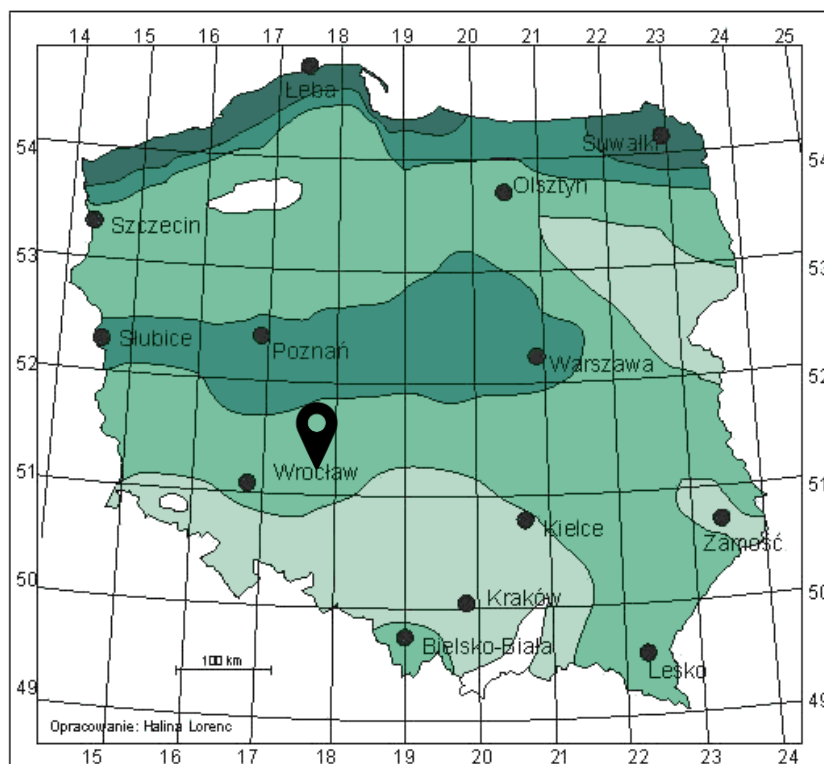 14 15 16 17 18 19 20 21 22 23 24 25
Łeba
54
Suwałki
54
Olsztyn
Szczecin
53
53
Słubice
Poznań
Warszawa
52
52
51
Wrocław
51
Kielce
Zamość
50
Kraków
50
Bielsko-Biała
Lesko
100 km
49
49
Opracowanie: Halina Lorenc
15 16 17 18 19 20 21 22 23 24